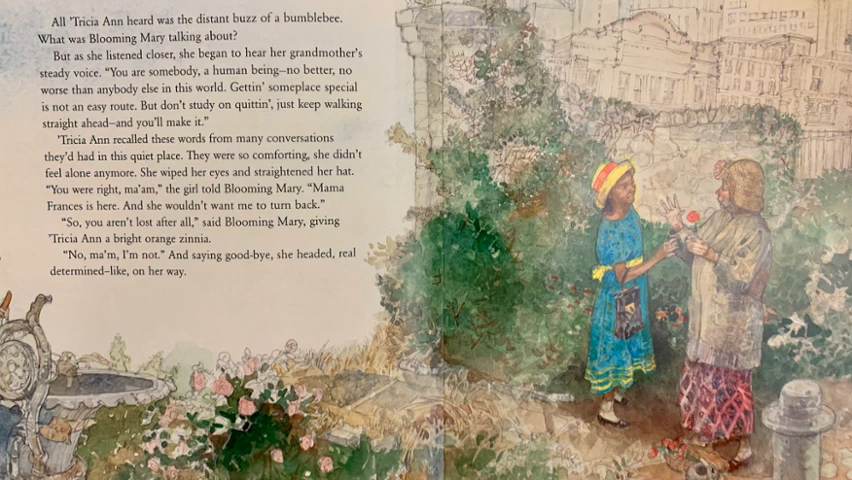 All 'Tricia Ann heard was the distant buzz of a bumblebee.
What was Blooming Mary talking about?
But as she listened closer, she began to hear her grandmother's
steady voice. “You are somebody, a human being—no better, no
worse than anybody else in this world. Gettin' someplace special
is not an easy route. But don't study on quittin', just keep walking
straight ahead—and you'll make it.”
'Tricia Ann recalled these words from many conversations
they'd had in this quiet place. They were so comforting, she didn't
feel alone anymore. She wiped her eyes and straightened her hat.
“You were right, ma'am,” the girl told Blooming Mary. “Mama
Frances is here. And she wouldn't want me to turn back.”
“So, you aren't lost after all,” said Blooming Mary, giving
'Tricia Ann a bright orange zinnia.
“No, ma'm, I'm not.” And saying good-bye, she headed, real
determined-like, on her way.